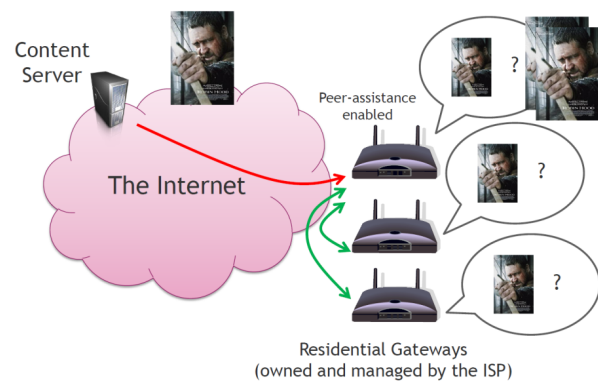 Content
Server
The Internet
Peer-assistance
enabled
?
?
?
Residential Gateways
(owned and managed by the ISP)